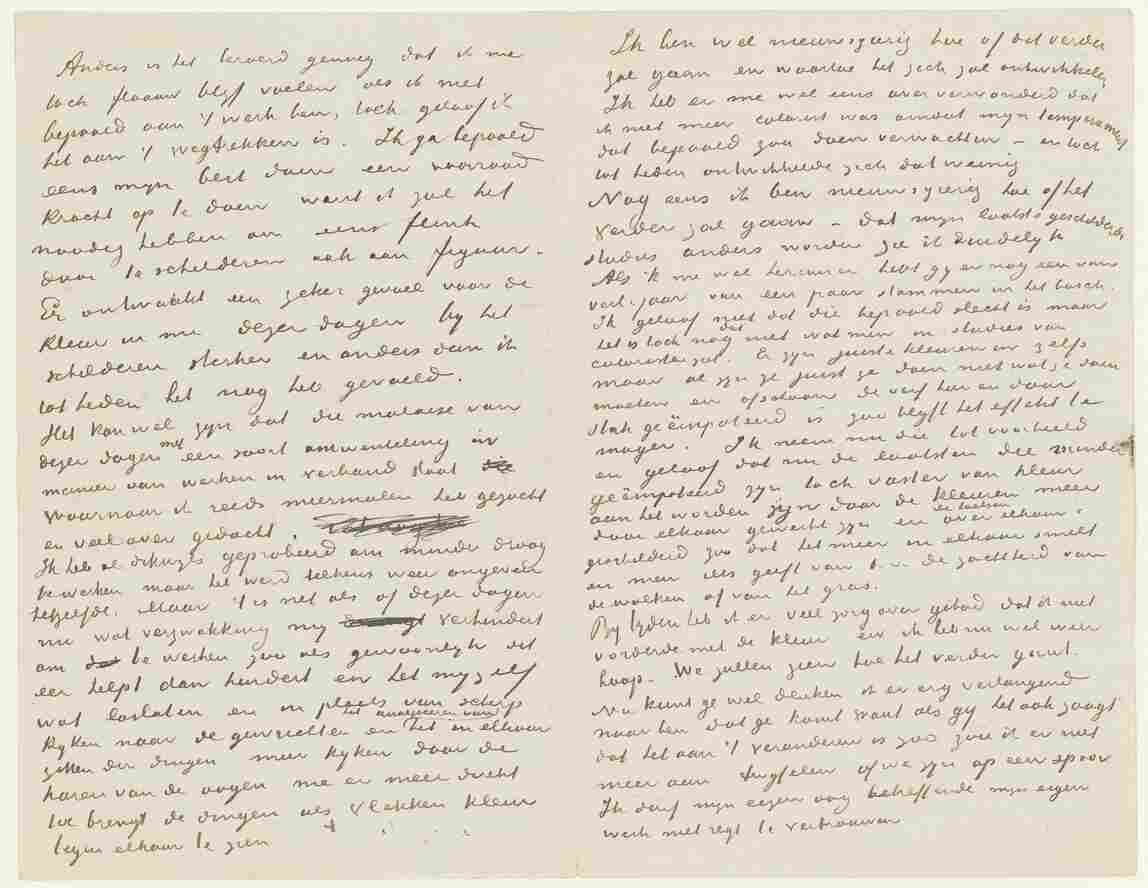 Anders is het beroerd genoeg dat ik me
toch flaauw blijf voelen als ik niet
bepaald aan 't werk ben, toch geloof ik
het aan 't wegtrekken is. Ik ga bepaald
eens mijn best doen een voorraad
kracht op te doen want ik zal het
noodig hebben om eens flink
door te schilderen ook aan figuur.
Er ontwaakt een zeker gevoel voor de
kleur in me dezer dagen bij het
schilderen sterker en anders dan ik
tot heden het nog heb gevoeld.
Het kan wel zijn dat die malaise van
dezer dagen met een soort omwenteling in
manier van werken in verband staat
waarnaar ik reeds meermalen heb gezocht
en veel over gedacht.
Ik heb al dikwijls geprobeerd om minder droog
te werken maar het werd telkens weer ongeveer
hetzelfde. Maar 't is net als of dezer dagen
nu wat verzwakking mij verhindert
om te werken zoo als gewoonlijk dit
eer helpt dan hindert en het mijzelf
wat loslaten en in plaats van scherp
kijken naar de gewrichten en het analyseeren van het in elkaar
zitten der dingen meer kijken door de
haren van de oogen me er meer direkt
toe brengt de dingen als vlakken kleur
tegen elkaar te zien
Ik ben wel nieuwsgierig hoe of dit verder
zal gaan en waartoe het zich zal ontwikkelen
Ik heb er me wel eens over verwonderd dat
ik niet meer colorist was omdat mijn temperament
dat bepaald zou doen verwachten – en toch
tot heden ontwikkelde zich dat weinig
Nog eens ik ben nieuwsgierig hoe of het
verder zal gaan – dat mijn laatste geschilderde
studies anders worden zie ik duidelijk
Als ik me wel herinner hebt gij er nog een van
verl. jaar van een paar stammen in het bosch.
Ik geloof niet dat die bepaald slecht is maar
het is toch nog niet dat wat men in studies van
coloristen ziet. Er zijn juiste kleuren in zelfs
maar al zijn ze juist ze doen niet wat ze doen
moeten en ofschoon de verf hier en daar
sterk geëmpateerd is zoo blijft het effekt te
mager. Ik neem nu die tot voorbeeld
en geloof dat nu de laatsten die minder
geëmpateerd zijn toch vaster van kleur
aan het worden zijn daar de kleuren meer
door elkaar gewerkt zijn en de toetsen over elkaar
geschilderd zoo dat het meer in elkaar smelt
en men iets geeft van b.v. de zachtheid van
de wolken of van het gras.
Bij tijden heb ik er veel zorg over gehad dat ik niet
vorderde met de kleur en ik heb nu wel weer
hoop. We zullen zien hoe het verder gaat.
Nu kunt ge wel denken ik er erg verlangend
naar ben dat ge komt want als gij het ook zaagt
dat het aan 't veranderen is zoo zou ik er niet
meer aan twijfelen of we zijn op een spoor
Ik durf mijn eigen oog betreffende mijn eigen
werk niet regt te vertrouwen